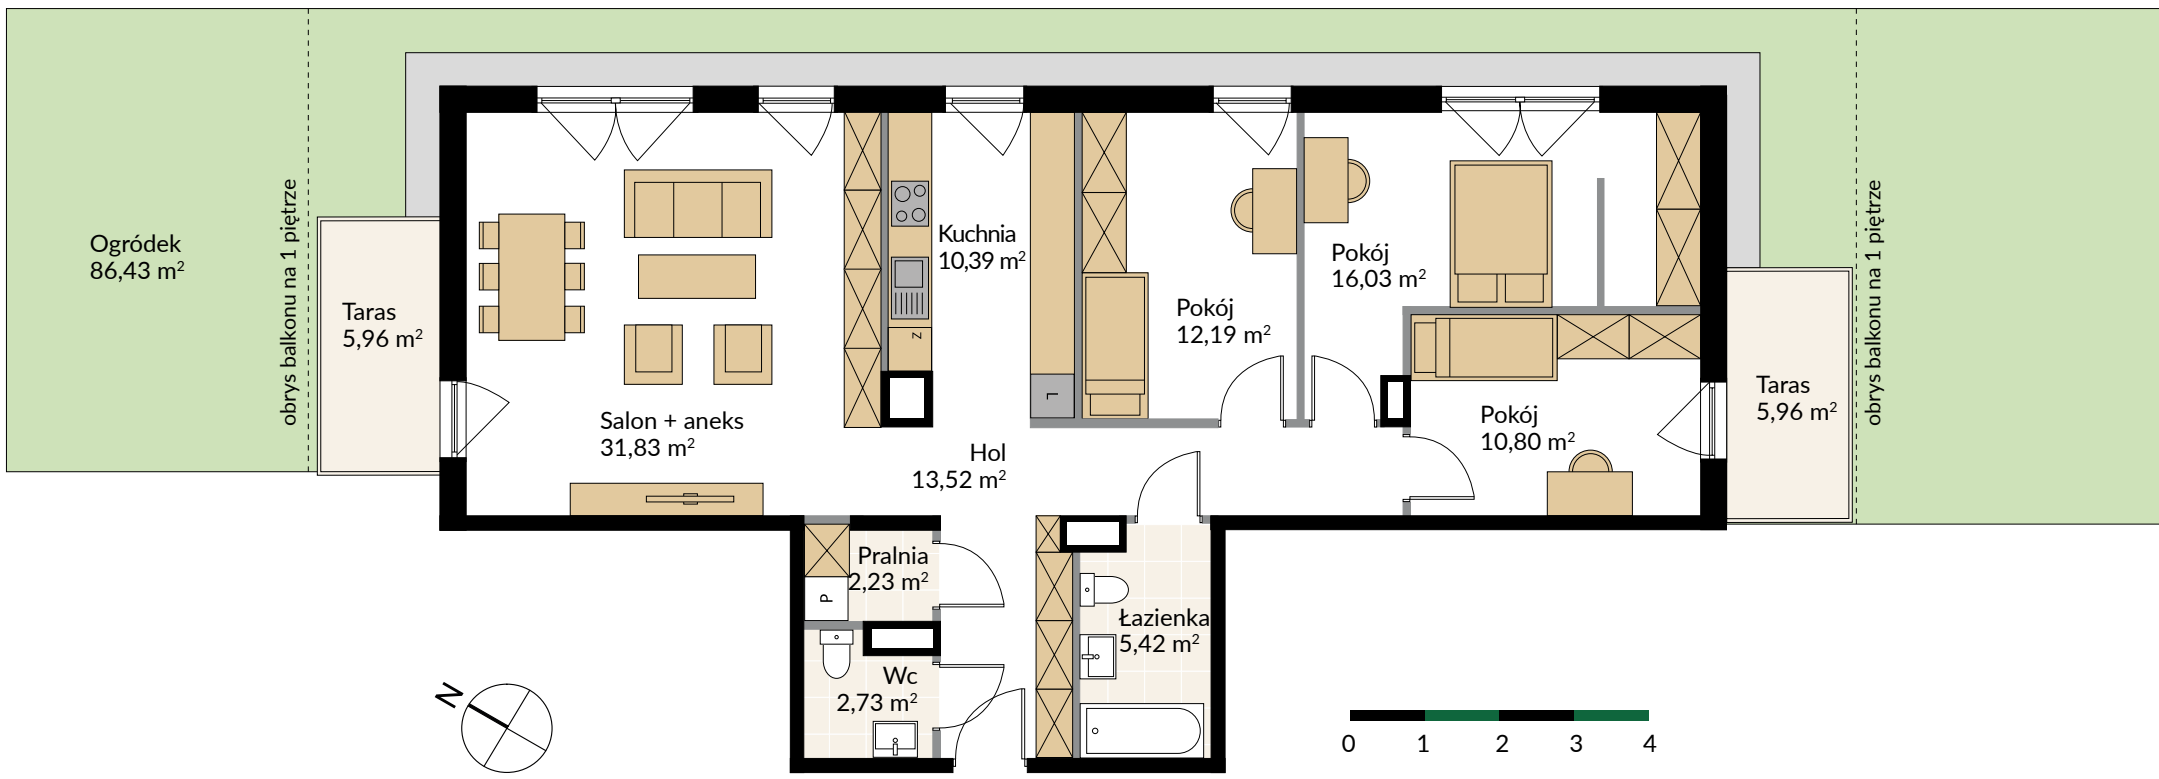 Ogródek
86,43 m²
obrys balkonu na 1 piętrze
Taras
5,96 m²
Salon + aneks
31,83 m²
Kuchnia
10,39 m²
Z
L
Pokój
12,19 m²
Pokój
16,03 m²
Pokój
10,80 m²
Taras
5,96 m²
obrys balkonu na 1 piętrze
Hol
13,52 m²
Pralnia
2,23 m²
P
Łazienka
5,42 m²
Wc
2,73 m²
N
0 1 2 3 4